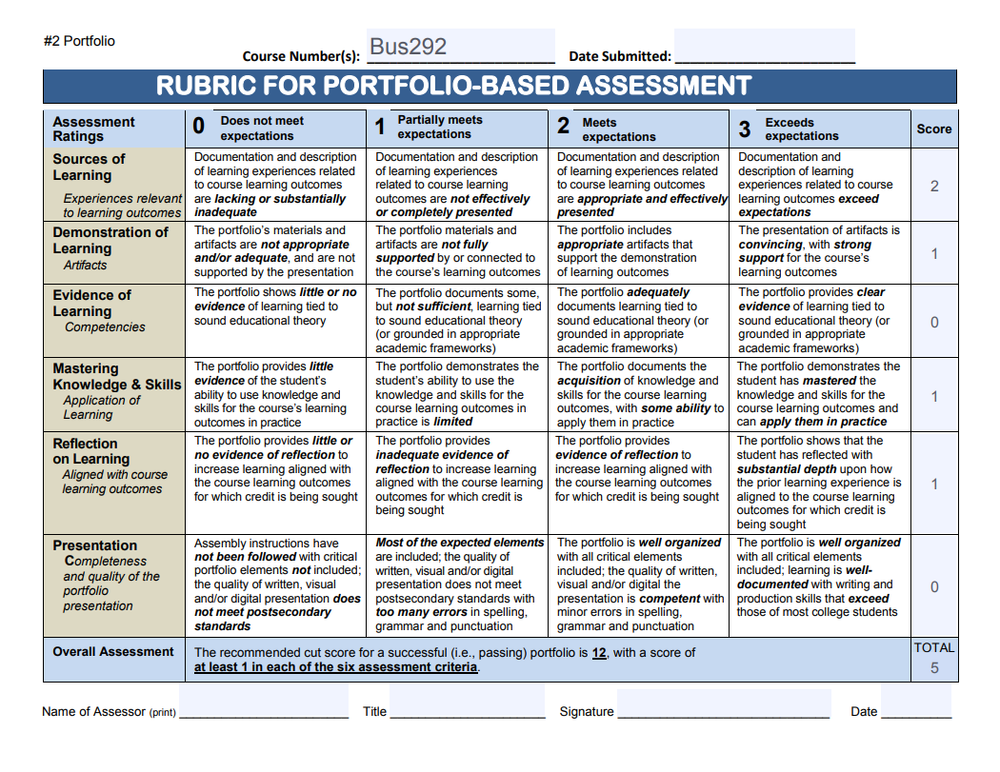 #2 Portfolio
Course Number(s): Bus292 Date Submitted:
RUBRIC FOR PORTFOLIO-BASED ASSESSMENT
Assessment
Ratings
0 Does not meet
expectations
1 Partially meets
expectations
2 Meets
expectations
3 Exceeds
expectations
Score
Sources of
Learning
Experiences relevant
to learning outcomes
Documentation and description
of learning experiences related
to course learning outcomes
are lacking or substantially
inadequate
Documentation and description
of learning experiences
related to course learning
outcomes are not effectively
or completely presented
Documentation and description
of learning experiences related
to course learning outcomes
are appropriate and effectively
presented
Documentation and
description of learning
experiences related to course
learning outcomes exceed
expectations
2
Demonstration of
Learning
Artifacts
The portfolio's materials and
artifacts are not appropriate
and/or adequate, and are not
supported by the presentation
The portfolio materials and
artifacts are not fully
supported by or connected to
the course's learning outcomes
The portfolio includes
appropriate artifacts that
support the demonstration
of learning outcomes
The presentation of artifacts is
convincing, with strong
support for the course's
learning outcomes
1
Evidence of
Learning
Competencies
The portfolio shows little or no
evidence of learning tied to
sound educational theory
The portfolio documents some,
but not sufficient, learning tied
to sound educational theory
(or grounded in appropriate
academic frameworks)
The portfolio adequately
documents learning tied to
sound educational theory (or
grounded in appropriate
academic frameworks)
The portfolio provides clear
evidence of learning tied to
sound educational theory (or
grounded in appropriate
academic frameworks)
0
Mastering
Knowledge & Skills
Application of
Learning
The portfolio provides little
evidence of the student's
ability to use knowledge and
skills for the course's learning
outcomes in practice
The portfolio demonstrates the
student's ability to use the
knowledge and skills for the
course learning outcomes in
practice is limited
The portfolio documents the
acquisition of knowledge and
skills for the course learning
outcomes, with some ability to
apply them in practice
The portfolio demonstrates the
student has mastered the
knowledge and skills for the
course learning outcomes and
can apply them in practice
1
Reflection
on Learning
Aligned with course
learning outcomes
The portfolio provides little or
no evidence of reflection to
increase learning aligned with
the course learning outcomes
for which credit is being sought
The portfolio provides
inadequate evidence of
reflection to increase learning
aligned with the course learning
outcomes for which credit is
being sought
The portfolio provides
evidence of reflection to
increase learning aligned with
the course learning outcomes
for which credit is being sought
The portfolio shows that the
student has reflected with
substantial depth upon how
the prior learning experience is
aligned to the course learning
outcomes for which credit is
being sought
1
Presentation
Completeness
and quality of the
portfolio
presentation
Assembly instructions have
not been followed with critical
portfolio elements not included;
the quality of written, visual
and/or digital presentation does
not meet postsecondary
standards
Most of the expected elements
are included; the quality of
written, visual and/or digital
presentation does not meet
postsecondary standards with
too many errors in spelling,
grammar and punctuation
The portfolio is well organized
with all critical elements
included; the quality of written,
visual and/or digital the
presentation is competent with
minor errors in spelling,
grammar and punctuation
The portfolio is well organized
with all critical elements
included; learning is well-
documented with writing and
production skills that exceed
those of most college students
0
Overall Assessment
The recommended cut score for a successful (i.e., passing) portfolio is 12, with a score of
at least 1 in each of the six assessment criteria.
TOTAL
5
Name of Assessor (print) Title Signature Date